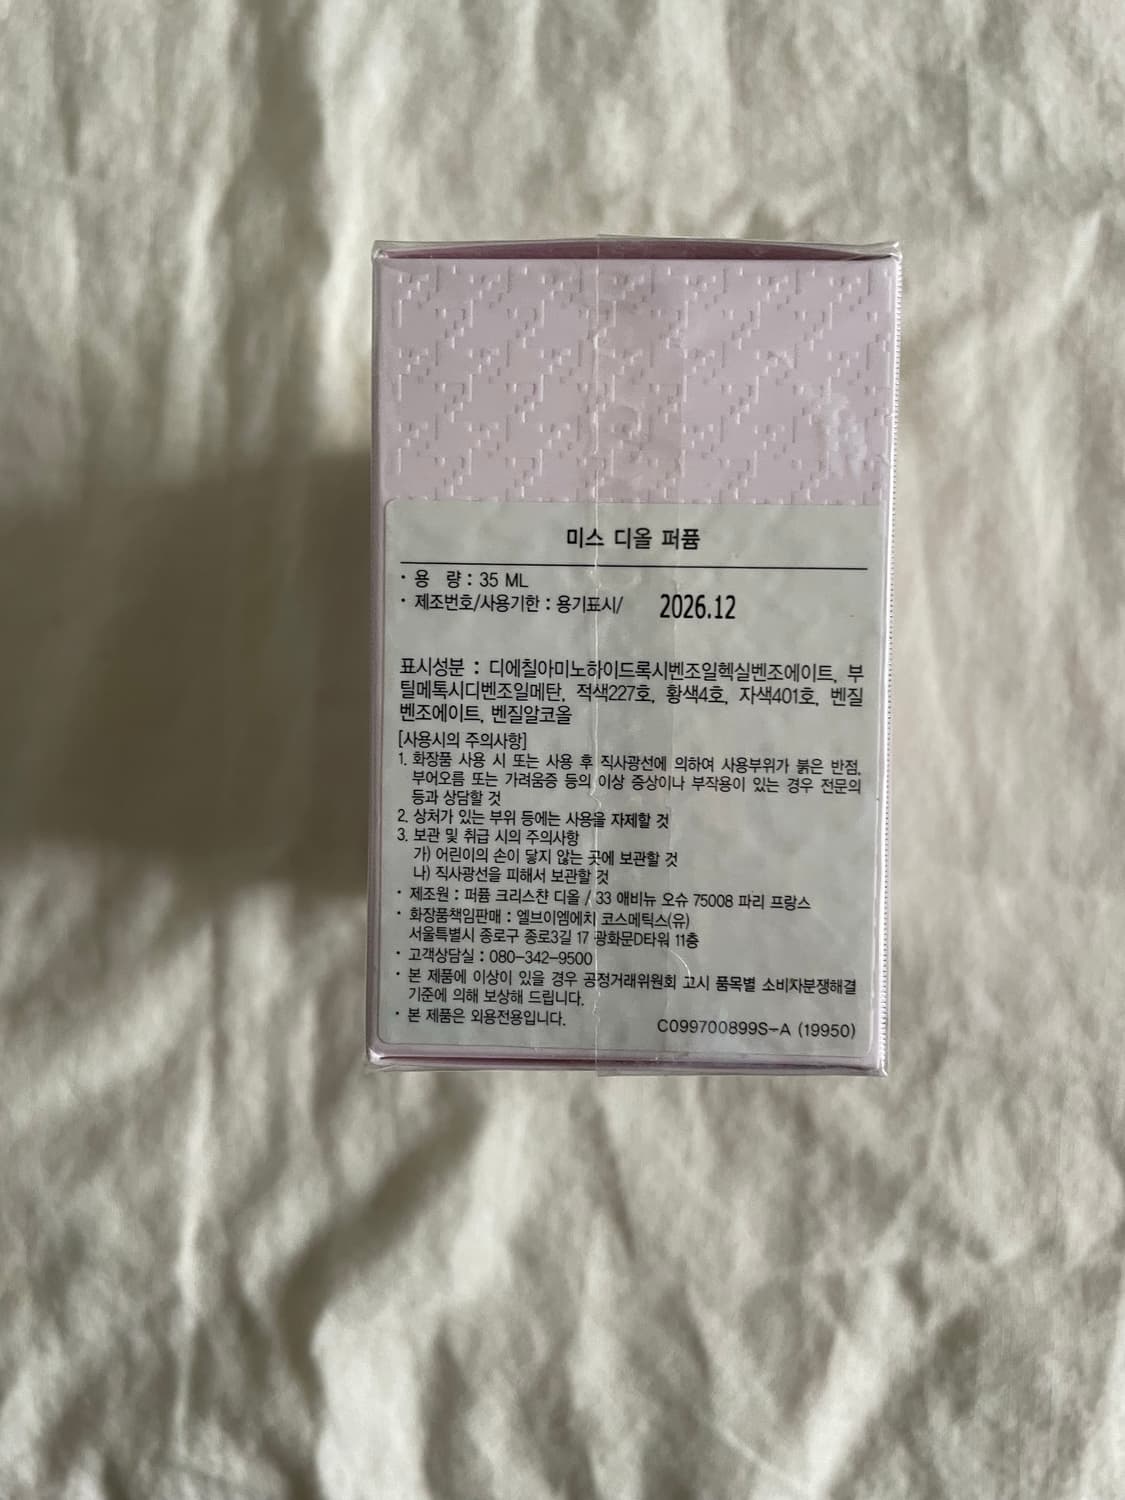 미스 디올 퍼퓸
· 용 량 : 35 ML
· 제조번호/사용기한 : 용기표시/ 2026.12
표시성분 : 디에칠아미노하이드록시벤조일헥실벤조에이트, 부
틸메톡시디벤조일메탄, 적색227호, 황색4호, 자색401호, 벤질
벤조에이트, 벤질알코올
[사용시의 주의사항]
1. 화장품 사용 시 또는 사용 후 직사광선에 의하여 사용부위가 붉은 반점,
부어오름 또는 가려움증 등의 이상 증상이나 부작용이 있는 경우 전문의
등과 상담할 것
2. 상처가 있는 부위 등에는 사용을 자제할 것
3. 보관 및 취급 시의 주의사항
가) 어린이의 손이 닿지 않는 곳에 보관할 것
나) 직사광선을 피해서 보관할 것
· 제조원 : 퍼퓸 크리스챤 디올 / 33 애비뉴 오슈 75008 파리 프랑스
· 화장품책임판매 : 엘브이엠에치 코스메틱스(유)
서울특별시 종로구 종로3길 17 광화문D타워 11층
· 고객상담실 : 080-342-9500
· 본 제품에 이상이 있을 경우 공정거래위원회 고시 품목별 소비자분쟁해결
기준에 의해 보상해 드립니다.
· 본 제품은 외용전용입니다.
C099700899S-A (19950)